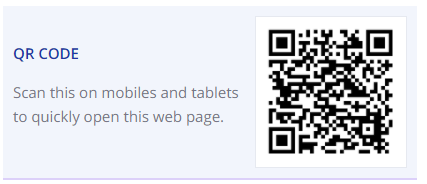 QR CODE
Scan this on mobiles and tablets
to quickly open this web page.